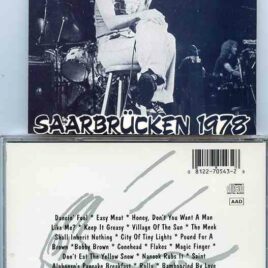 SAARBRÜCKEN 1978
0 8122-70543-2 6
AAD
Dancin' Fool * Easy Meat * Honey, Don't You Want A Man
Like Me? * Keep It Greasy * Village Of The Sun * The Meek
Shall Inherit Nothing * City Of Tiny Lights * Pound For A
Brown *Bobby Brown * Conehead * Flakes * Magic Finger *
Don't Eat The Yellow Snow * Nanook Rubs It * Saint
Alphonzo's Pancake Breakfast * Rollo * Bamboozled By Love